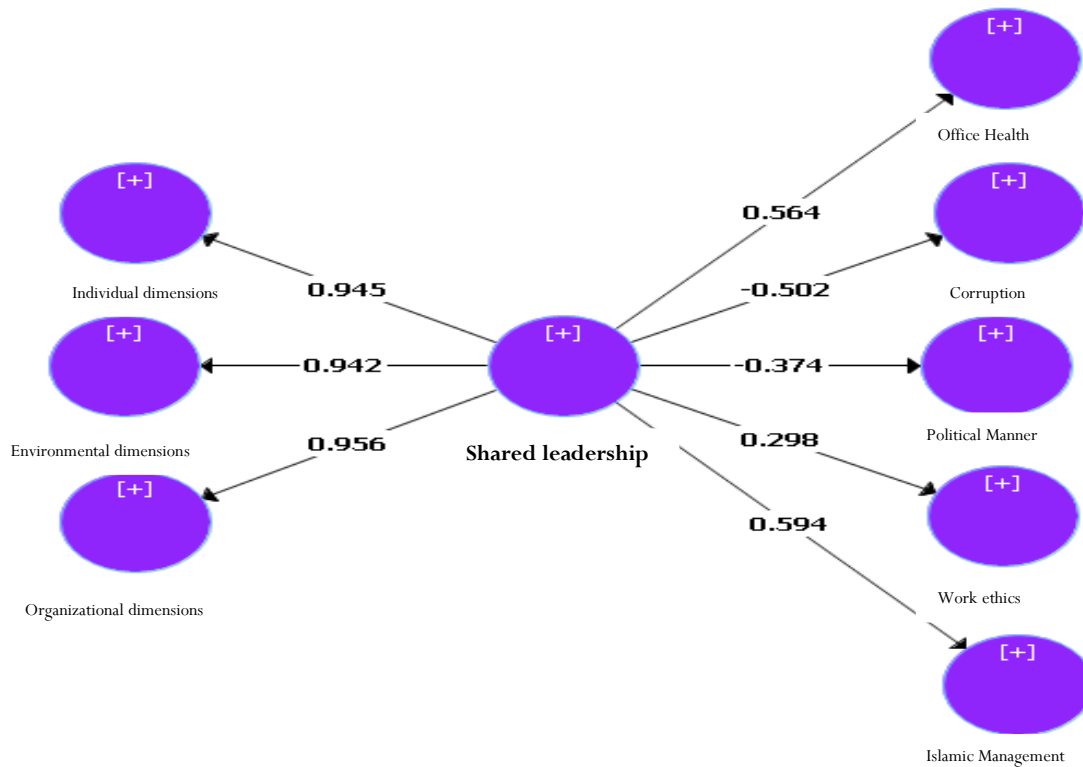 [+]
Office Health
[+]
[+]
0.564
0.945
-0.502
Individual dimensions
Corruption
[+]
[+]
[+]
0.942
-0.374
Environmental dimensions
0.956
Shared leadership
0.298
Political Manner
[+]
[+]
0.594
Organizational dimensions
Work ethics
[+]
Islamic Management